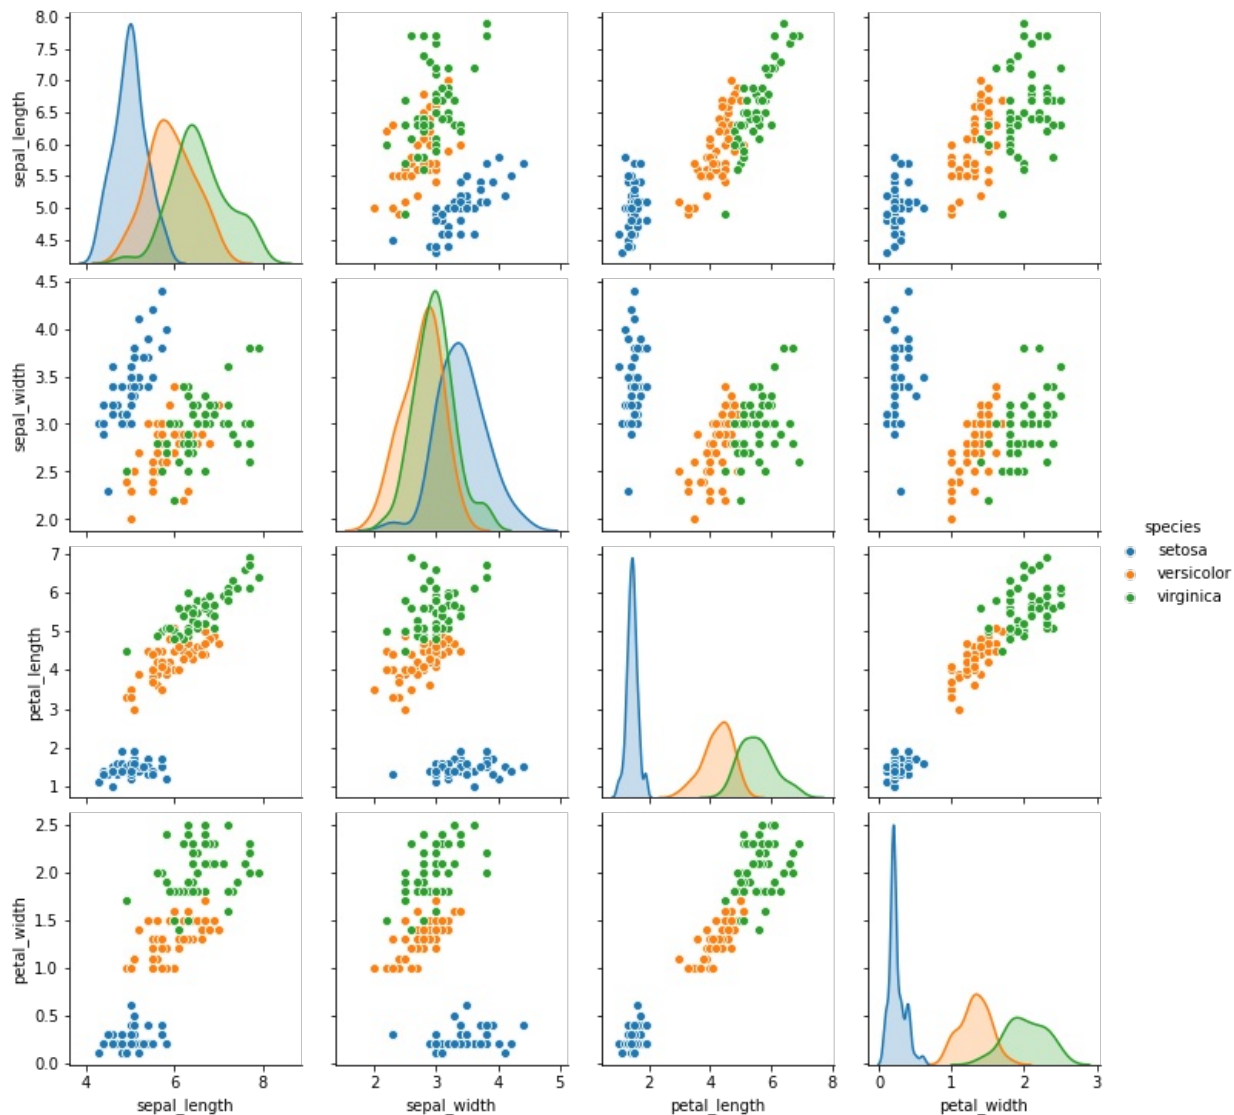 8.0
7.5
7.0
6.5
6.0
5.5
5.0
4.5
sepal_length
4.5
4.0
3.5
3.0
2.5
2.0
sepal_width
species
setosa
versicolor
virginica
7
6
5
4
3
2
1
petal_length
2.5
2.0
1.5
1.0
0.5
0.0
petal_width
4 6 8
sepal_length
2 3 4 5
sepal_width
2 4 6 8
petal_length
0 1 2 3
petal_width